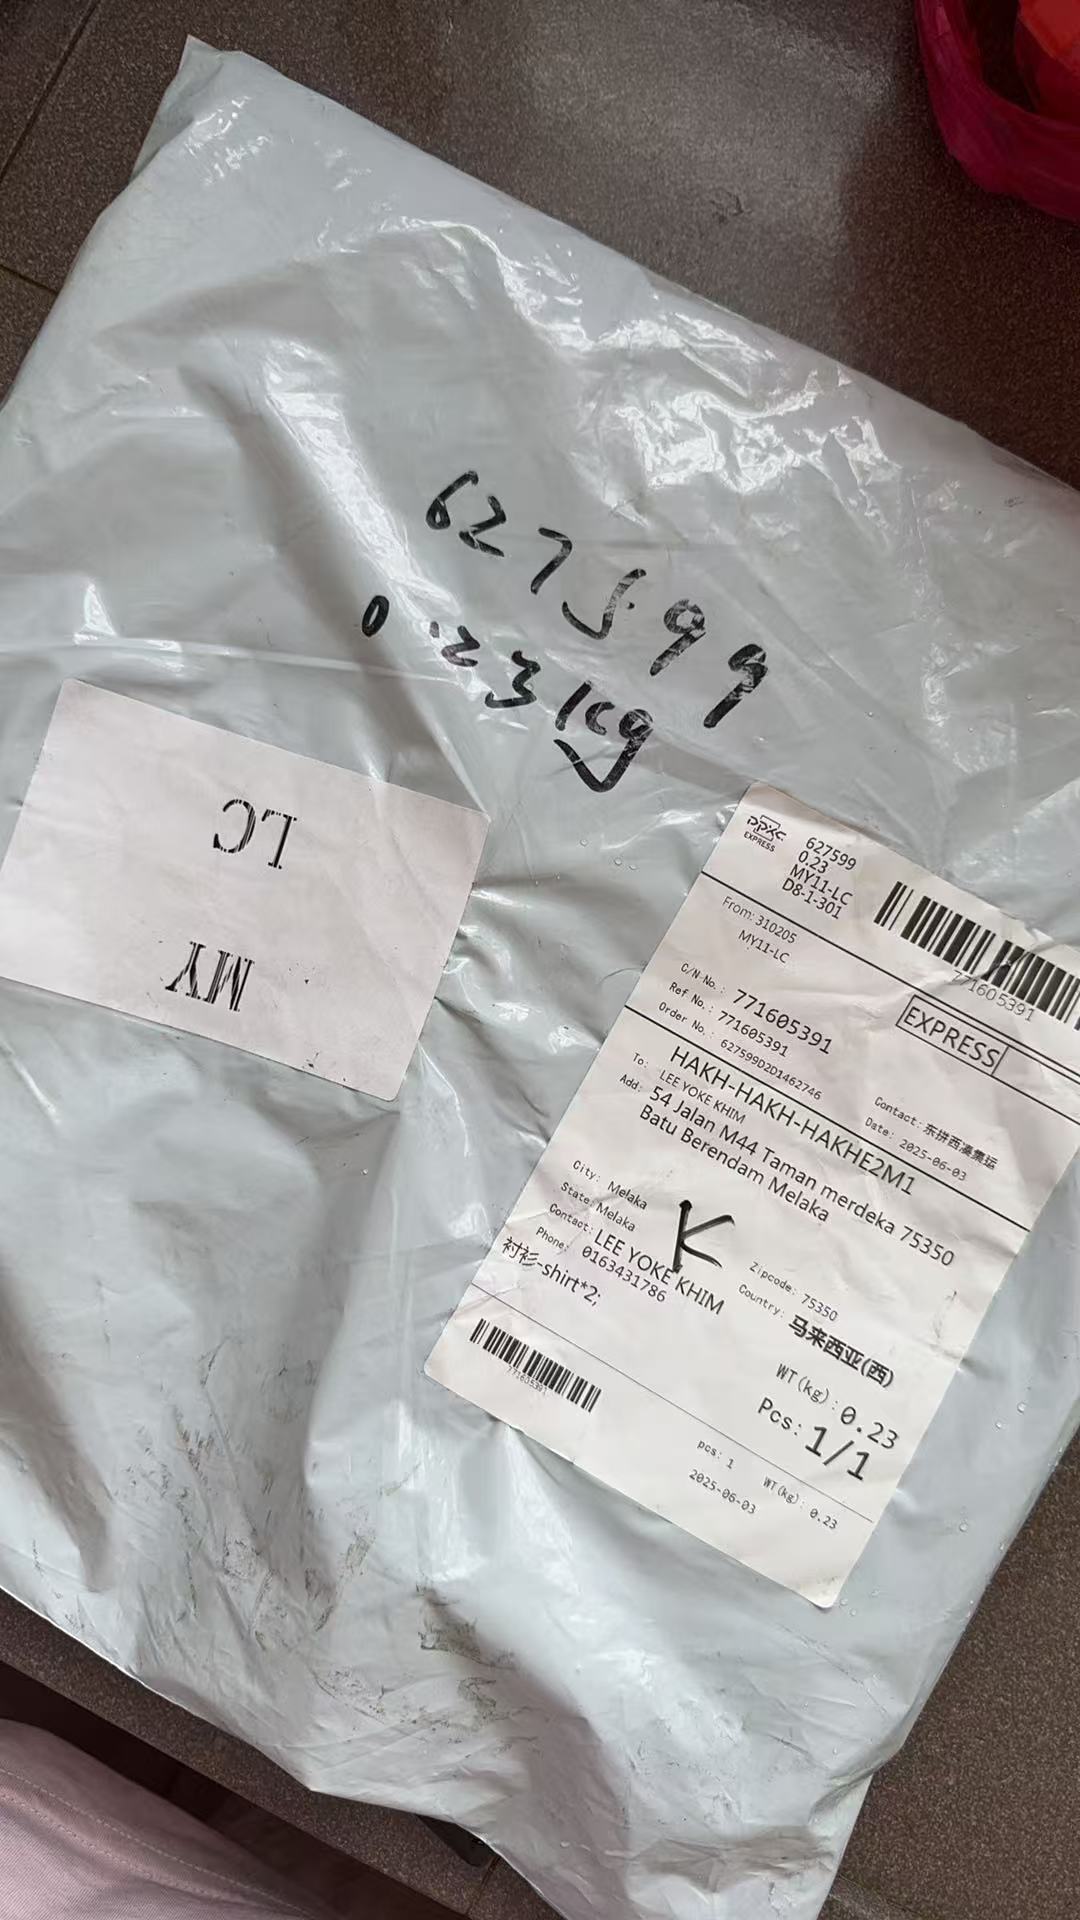 627599
0.23kg
LC
MY
PPXC
EXPRESS
627599
0.23
MY11-LC
D8-1-301
771605391
From: 310205
MY11-LC
EXPRESS
C/N No.: 771605391
Ref No.: 771605391
Order No.: 627599D2D1462746
Contact: 东拼西凑集运
Date: 2025-06-03
To: HAKH-HAKH-HAKHE2M1
LEE YOKE KHIM
Add: 54 Jalan M44 Taman merdeka 75350
Batu Berendam Melaka
K
City: Melaka
State: Melaka
Zipcode: 75350
Contact: LEE YOKE KHIM
Country: 马来西亚(西)
Phone: 0163431786
衬衫-shirt*2;
WT(kg): 0.23
Pcs: 1/1
771605391
pcs: 1 WT(kg): 0.23
2025-06-03